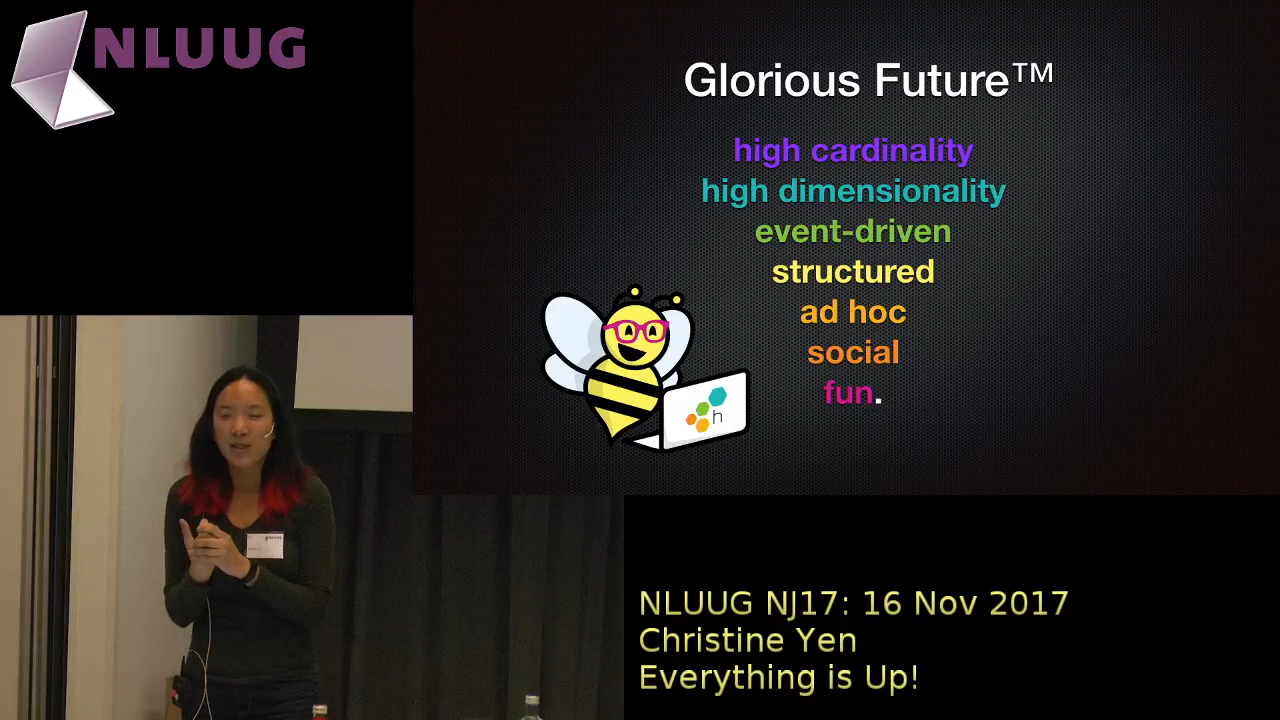 NLUUG
Glorious Future™
high cardinality
high dimensionality
event-driven
structured
ad hoc
social
fun.
h
NLUUG NJ17: 16 Nov 2017
Christine Yen
Everything is Up!